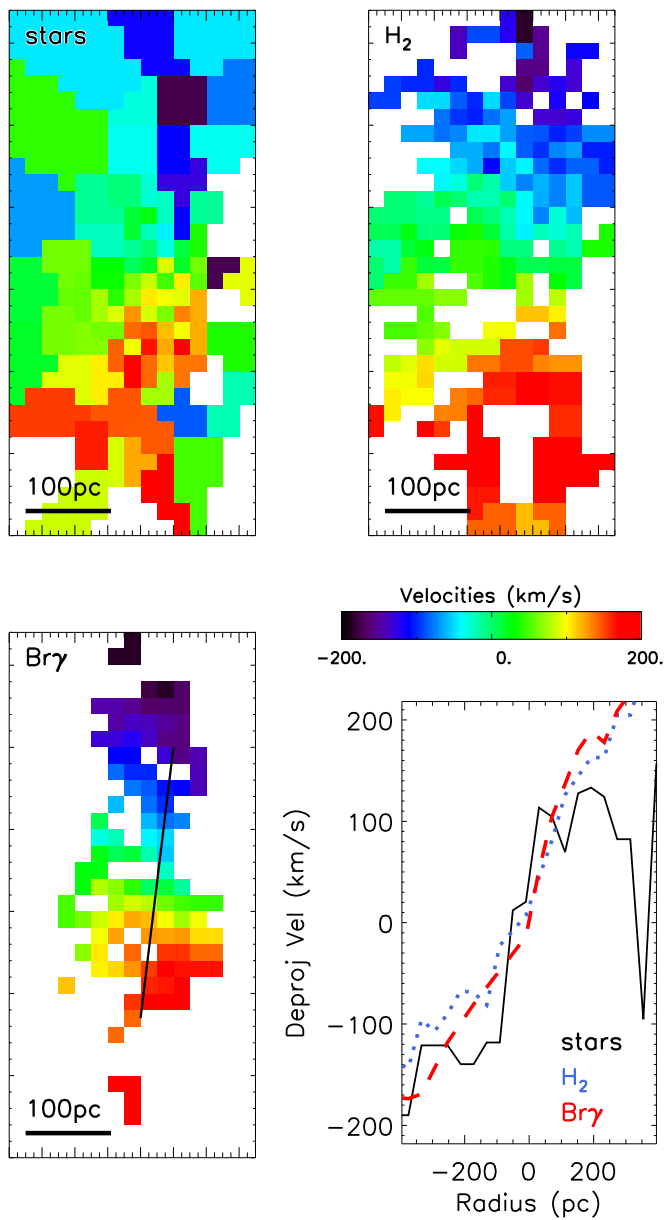 stars
H2
100pc
100pc
Brγ
Velocities (km/s)
-200.
0.
200.
100pc
200
100
0
−100
−200
Deproj Vel (km/s)
stars
H2
Brγ
−200
0
200
Radius (pc)